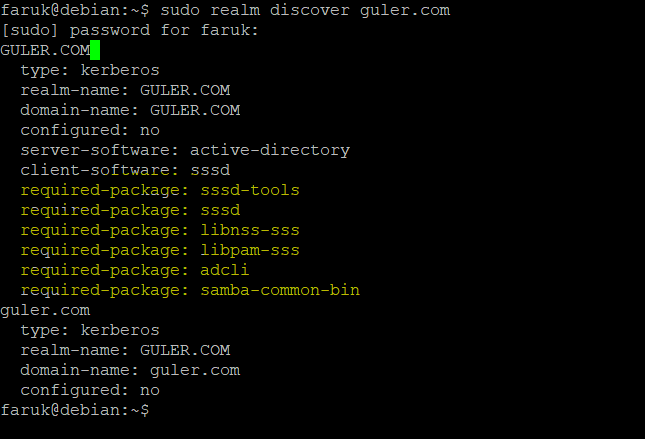 faruk@debian:~$ sudo realm discover guler.com
[sudo] password for faruk:
GULER.COM
  type: kerberos
  realm-name: GULER.COM
  domain-name: GULER.COM
  configured: no
  server-software: active-directory
  client-software: sssd
  required-package: sssd-tools
  required-package: sssd
  required-package: libnss-sss
  required-package: libpam-sss
  required-package: adcli
  required-package: samba-common-bin
guler.com
  type: kerberos
  realm-name: GULER.COM
  domain-name: guler.com
  configured: no
faruk@debian:~$